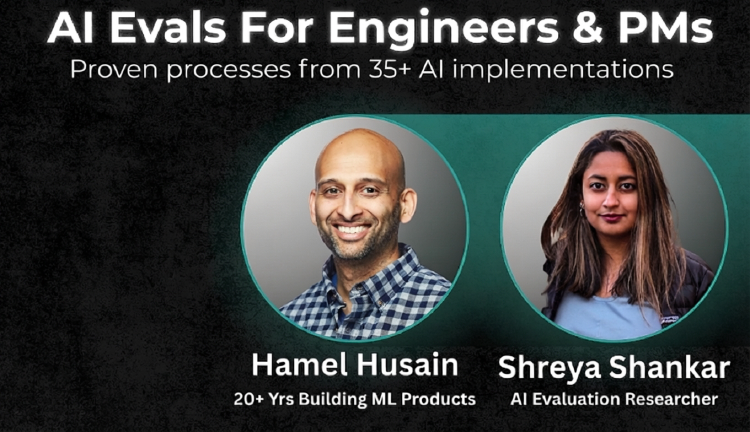 AI Evals For Engineers & PMs
Proven processes from 35+ AI implementations
Hamel Husain
20+ Yrs Building ML Products
Shreya Shankar
AI Evaluation Researcher